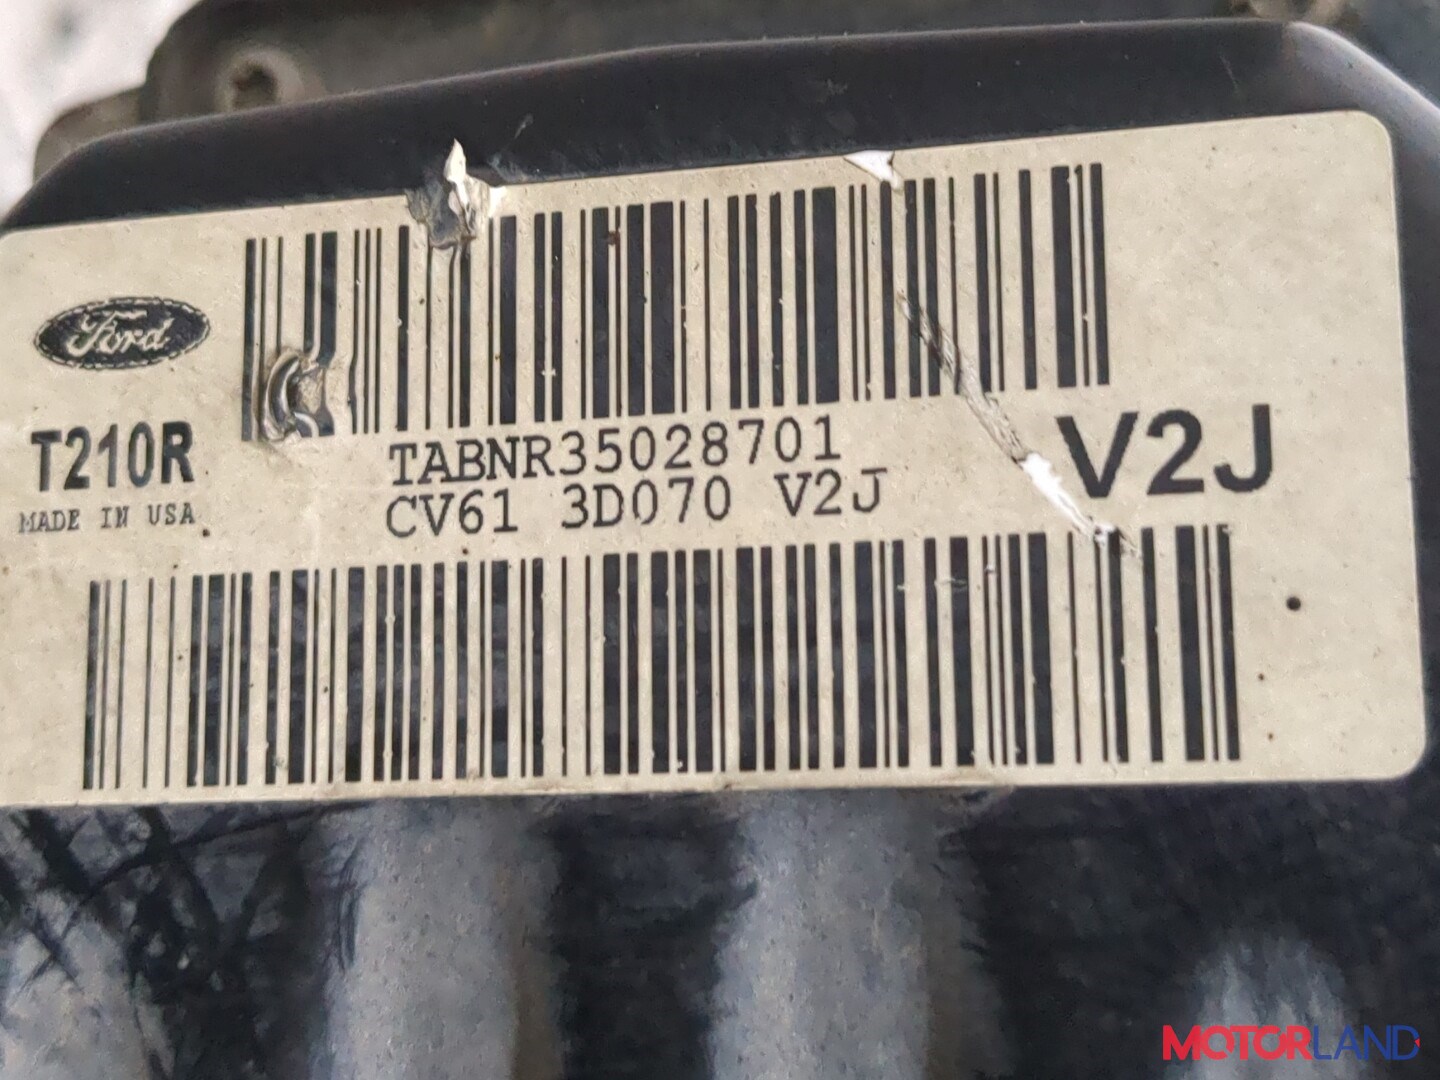 Ford
T210R
MADE IN USA
TABNR35028701
CV61 3D070 V2J
V2J
MOTORLAND